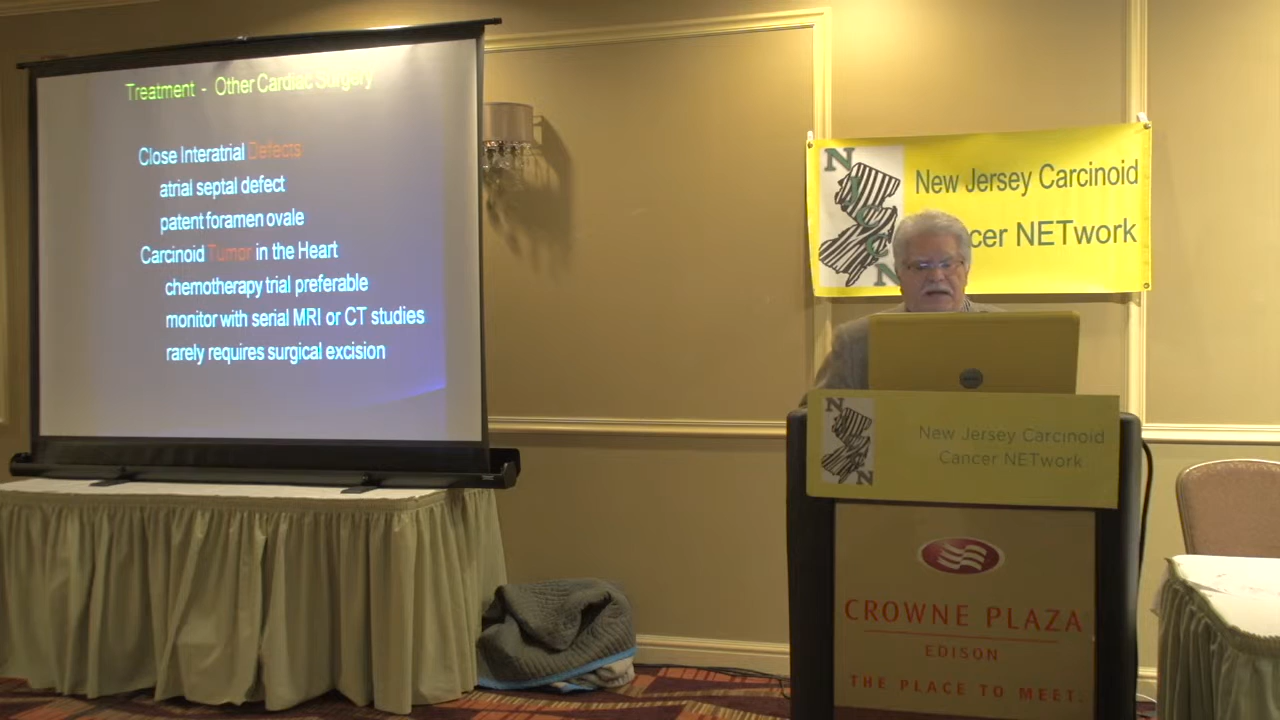 Treatment - Other Cardiac Surgery
Close Interatrial Defects
atrial septal defect
patent foramen ovale
Carcinoid Tumor in the Heart
chemotherapy trial preferable
monitor with serial MRI or CT studies
rarely requires surgical excision
NJCCN
New Jersey Carcinoid
cer NETwork
N
N
New Jersey Carcinoid
Cancer NETwork
CROWNE PLAZA
EDISON
THE PLACE TO MEET.